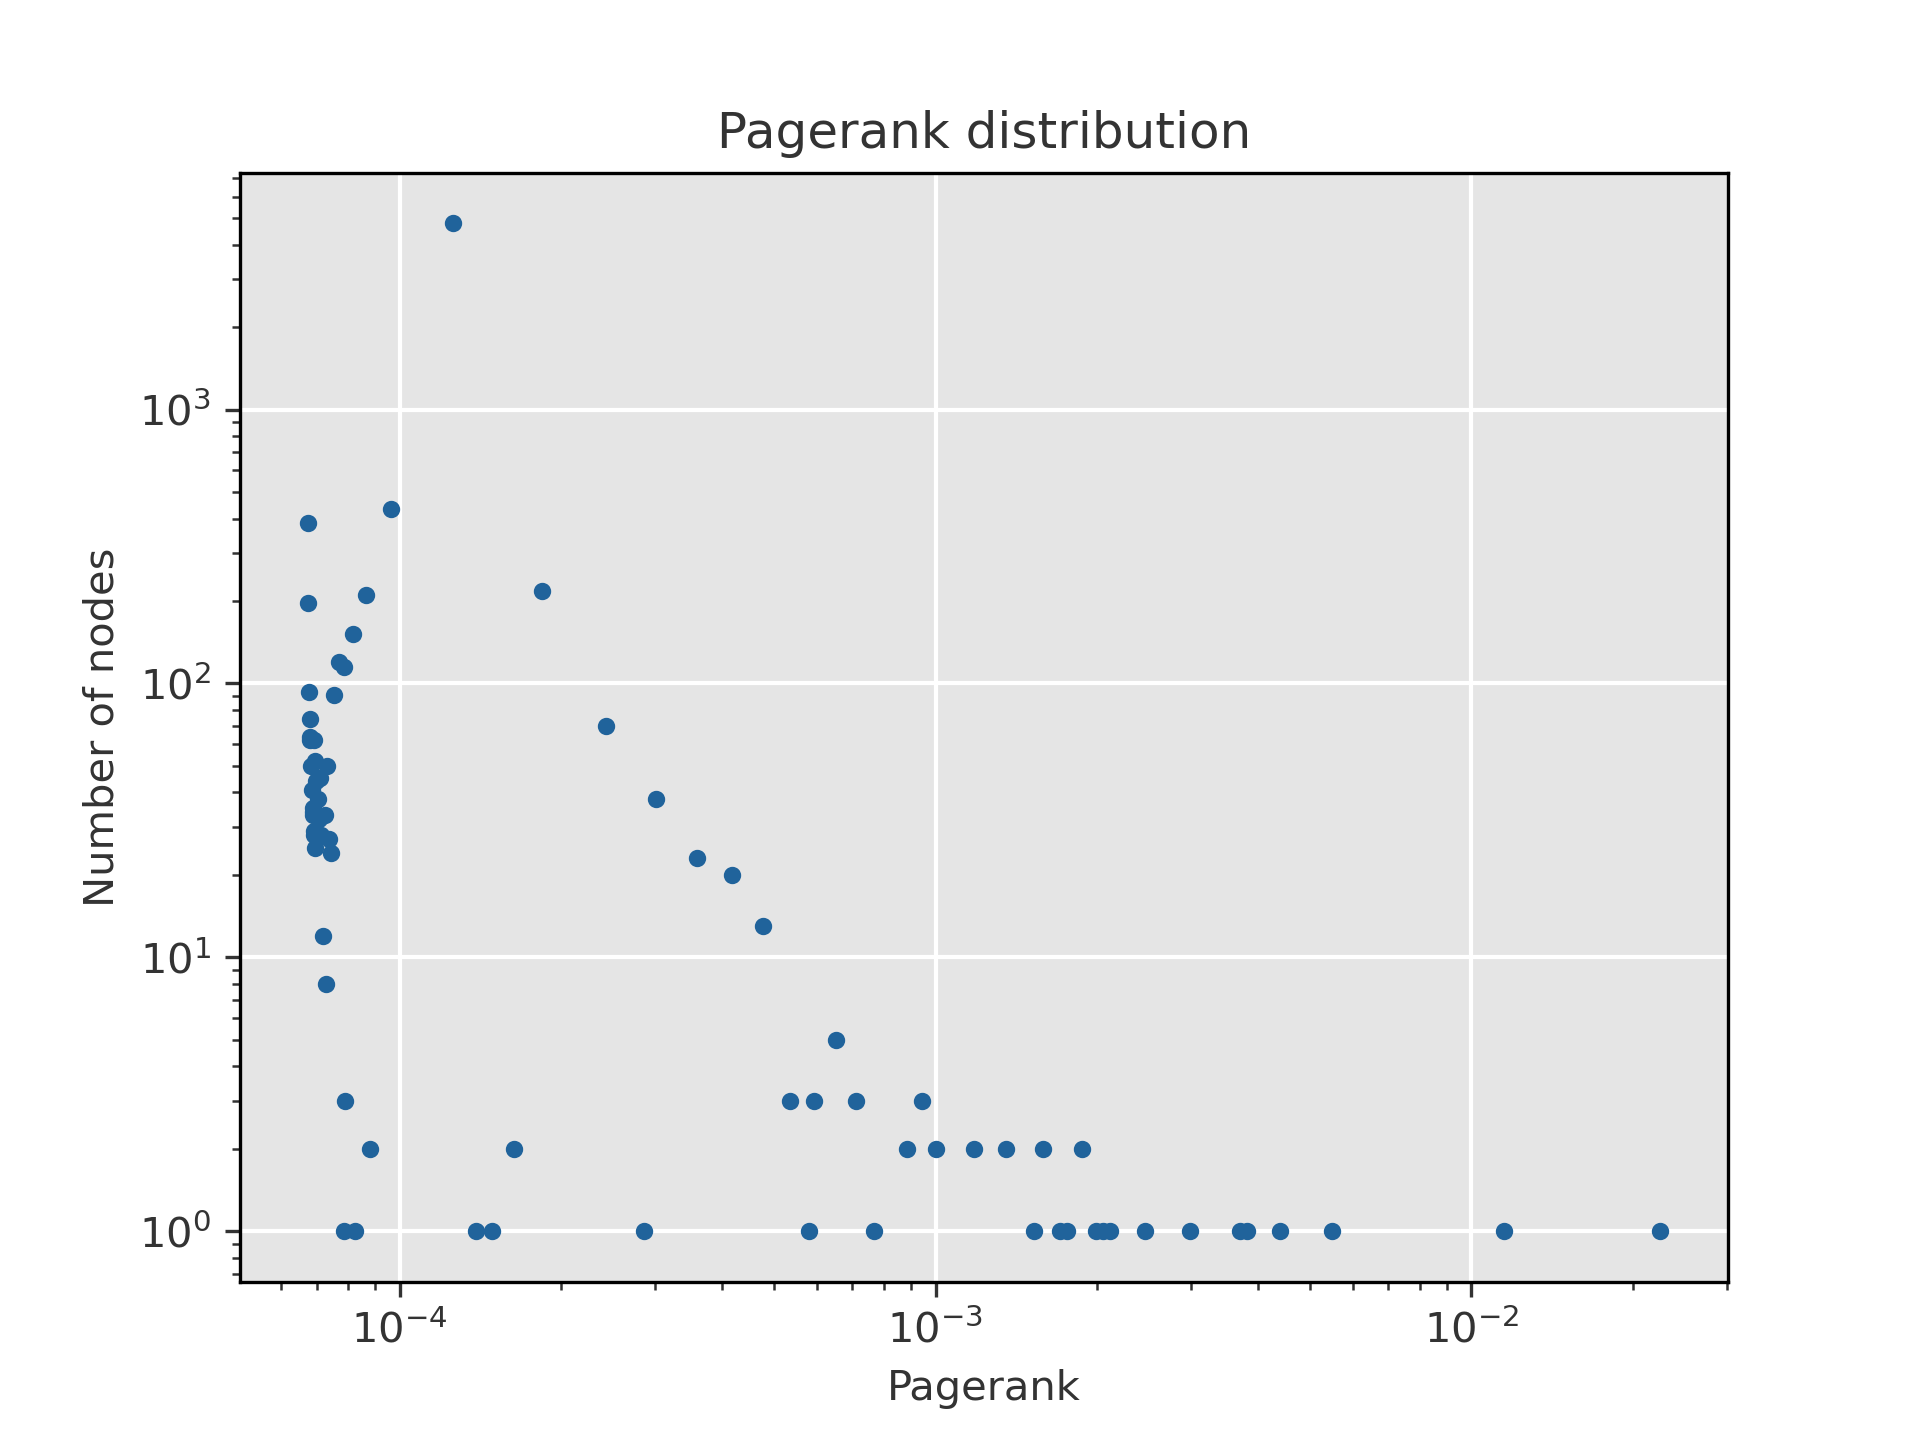 Pagerank distribution
Number of nodes
10³
10²
10¹
10⁰
10⁻⁴ 10⁻³ 10⁻²
Pagerank